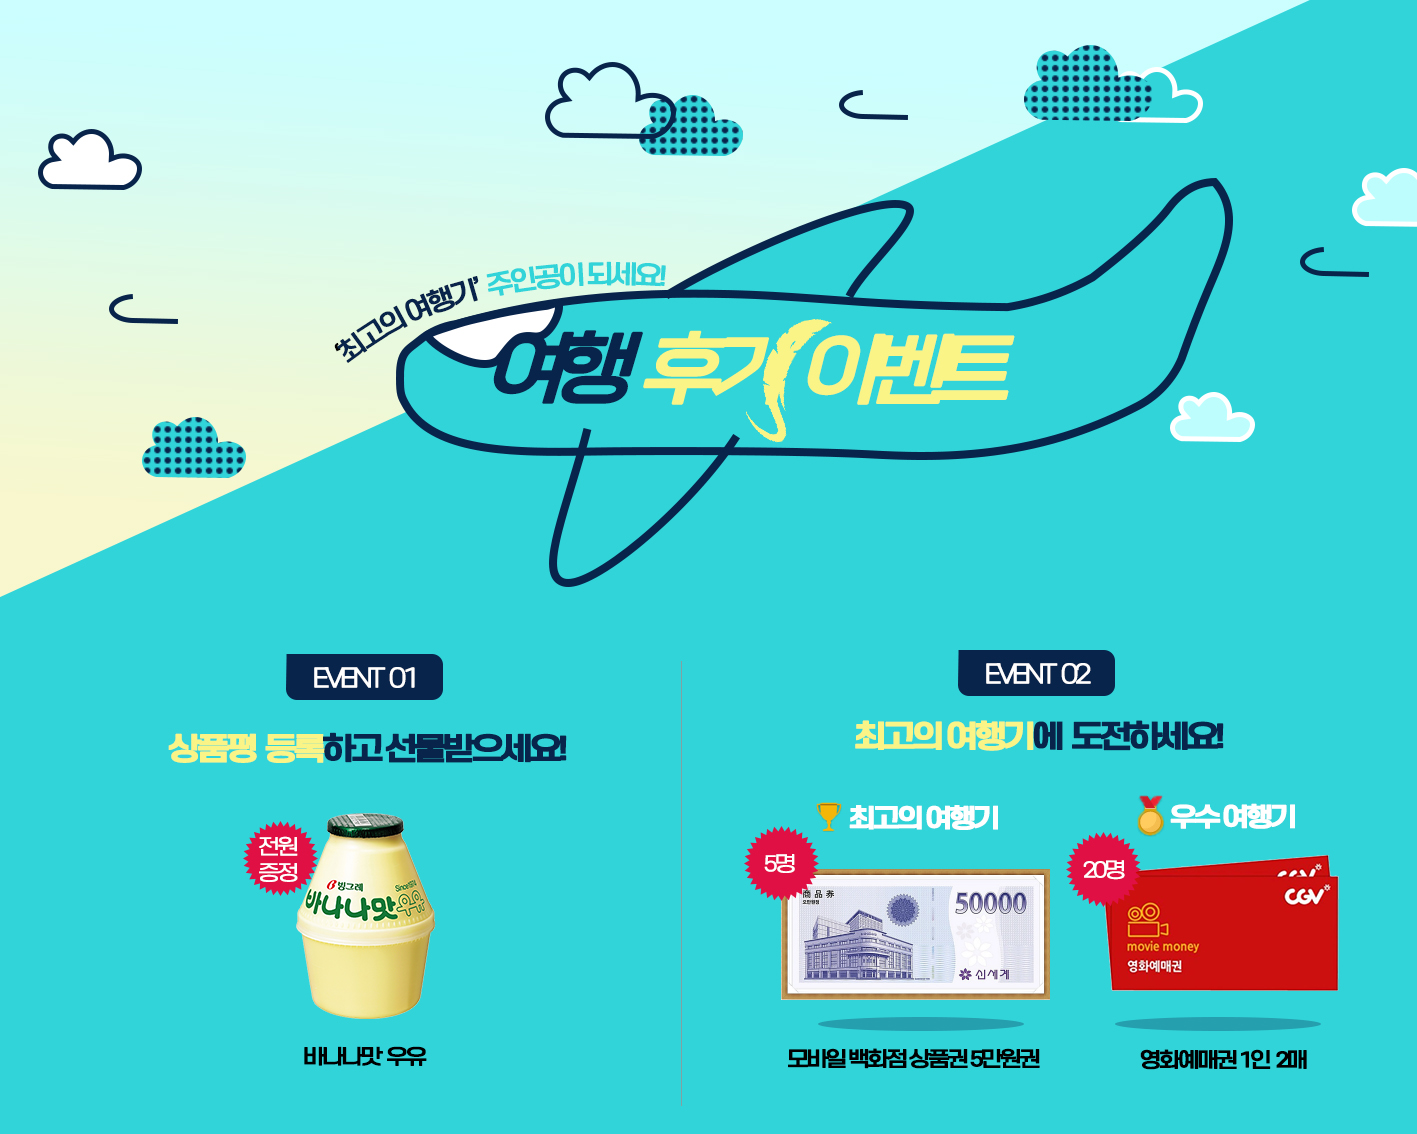 '최고의 여행기' 주인공이 되세요!
여행 후기 이벤트
EVENT 01
상품평 등록하고 선물받으세요!
전원
증정
빙그레
Since1974
바나나맛우유
바나나맛 우유
EVENT 02
최고의 여행기에 도전하세요!
최고의 여행기
5명
商品券
오만원정
50000
신세계
모바일 백화점 상품권 5만원권
우수 여행기
20명
CGV
CGV
movie money
영화예매권
영화예매권 1인 2매